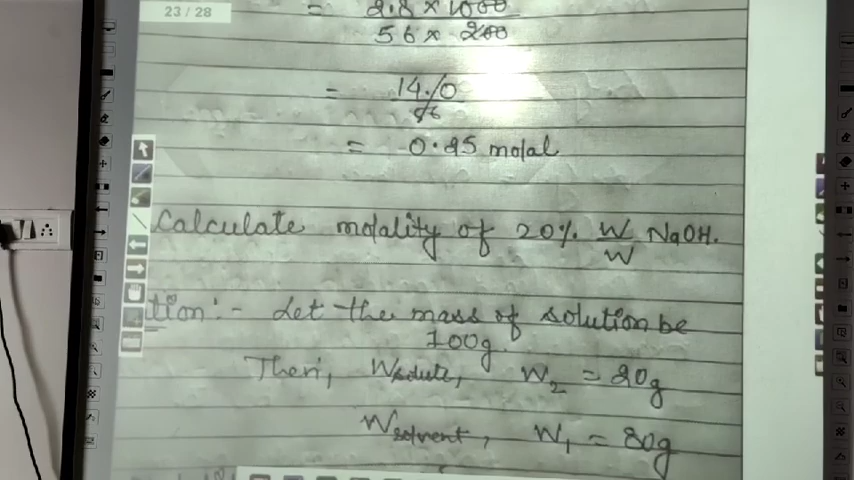 23 / 28
= 2.8 × 1000
56 × 200
= 14.0
56
= 0.25 molal
Calculate molality of 20% W/W NaOH.
tion:- Let the mass of solution be
100g.
Then, Wsolute, W₂ = 20g
Wsolvent, W₁ = 80g